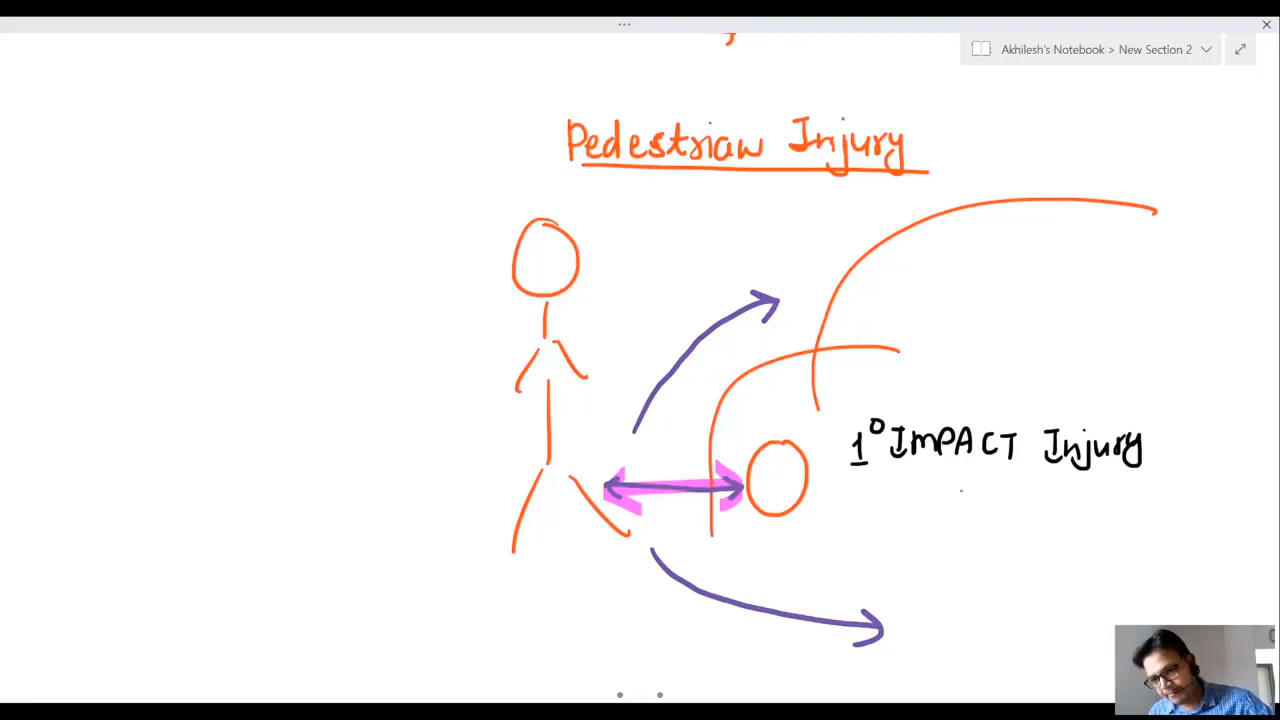 Akhilesh's Notebook > New Section 2
Pedestrian Injury
1° IMPACT Injury